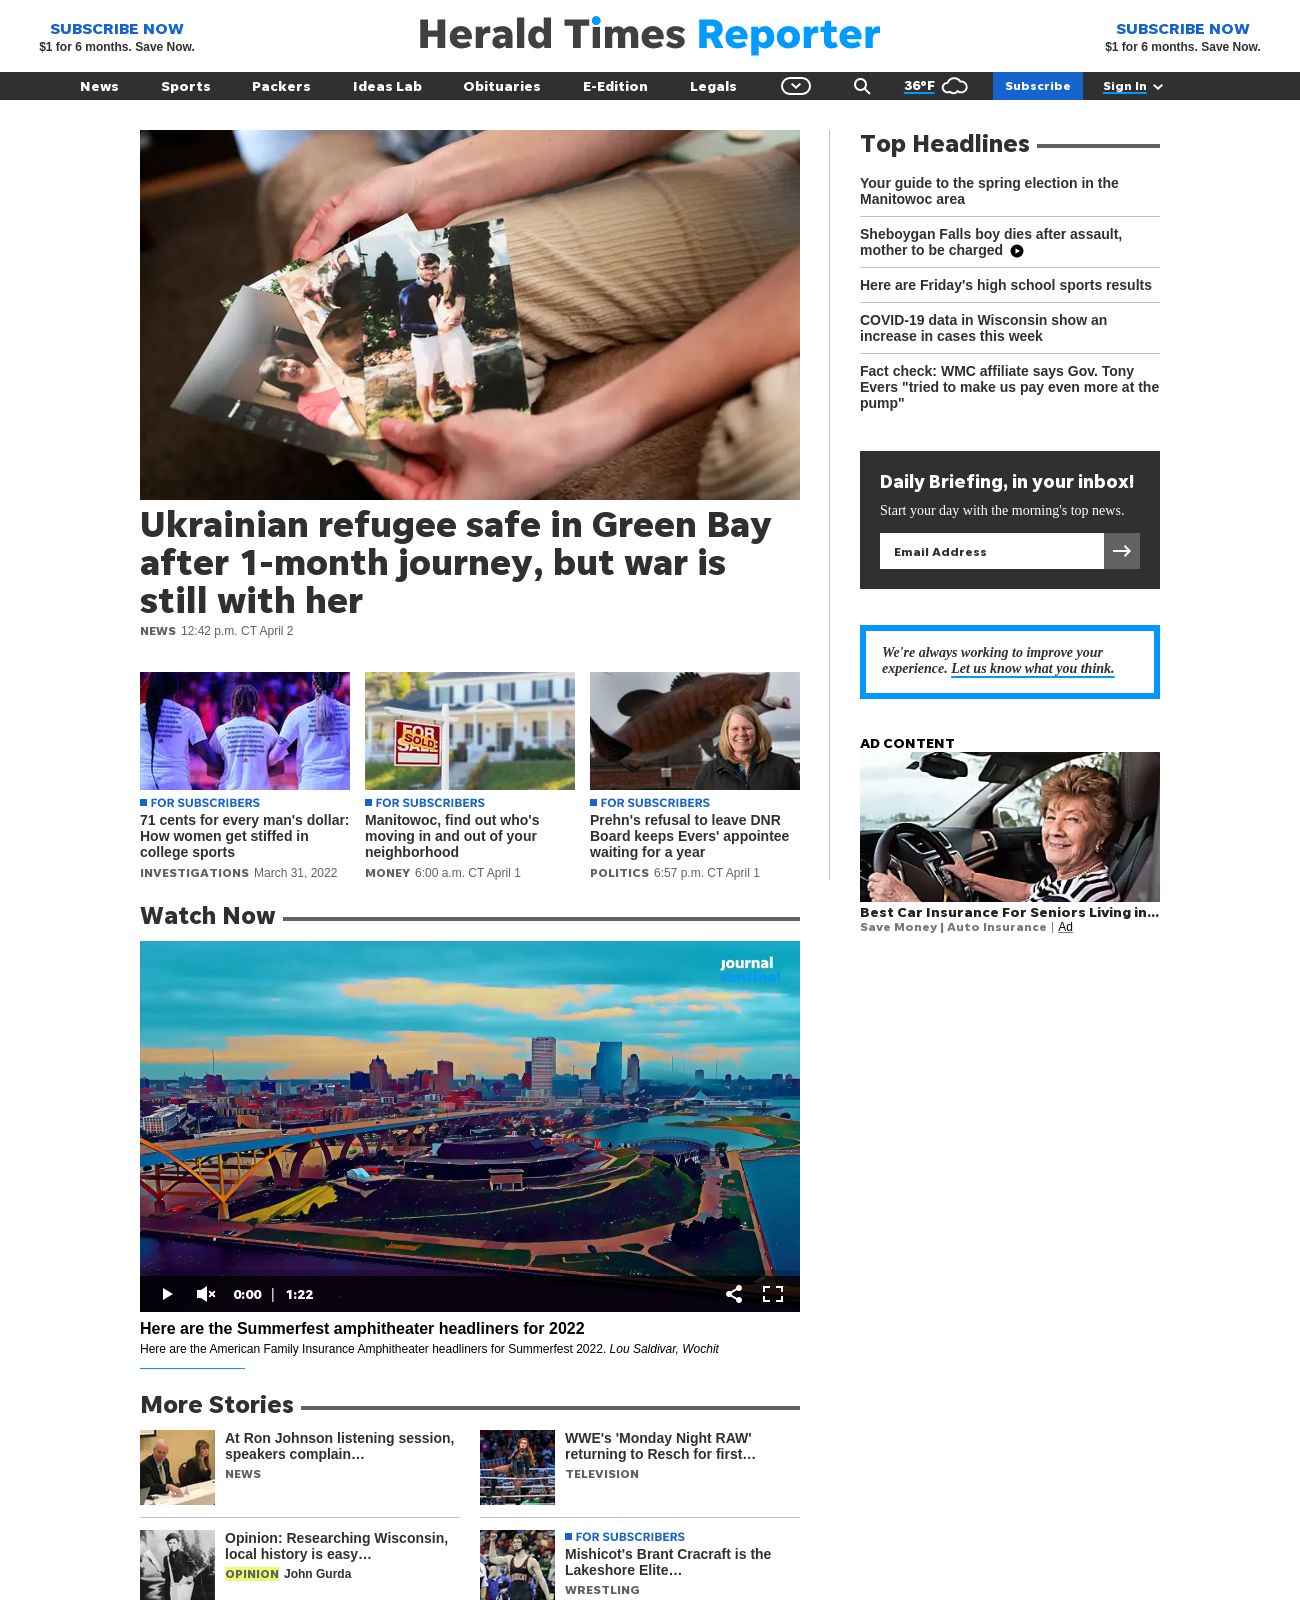 SUBSCRIBE NOW
$1 for 6 months. Save Now.
Herald Times Reporter
SUBSCRIBE NOW
$1 for 6 months. Save Now.
News Sports Packers Ideas Lab Obituaries E-Edition Legals 36°F Subscribe Sign In
Ukrainian refugee safe in Green Bay
after 1-month journey, but war is
still with her
NEWS 12:42 p.m. CT April 2
FOR SALE
SOLD
FOR SUBSCRIBERS
71 cents for every man's dollar:
How women get stiffed in
college sports
INVESTIGATIONS March 31, 2022
FOR SUBSCRIBERS
Manitowoc, find out who's
moving in and out of your
neighborhood
MONEY 6:00 a.m. CT April 1
FOR SUBSCRIBERS
Prehn's refusal to leave DNR
Board keeps Evers' appointee
waiting for a year
POLITICS 6:57 p.m. CT April 1
Top Headlines
Your guide to the spring election in the
Manitowoc area
Sheboygan Falls boy dies after assault,
mother to be charged
Here are Friday's high school sports results
COVID-19 data in Wisconsin show an
increase in cases this week
Fact check: WMC affiliate says Gov. Tony
Evers "tried to make us pay even more at the
pump"
Daily Briefing, in your inbox!
Start your day with the morning's top news.
Email Address
We're always working to improve your
experience. Let us know what you think.
AD CONTENT
Best Car Insurance For Seniors Living in...
Save Money | Auto Insurance | Ad
Watch Now
journal
sentinel
0:00 | 1:22
Here are the Summerfest amphitheater headliners for 2022
Here are the American Family Insurance Amphitheater headliners for Summerfest 2022. Lou Saldivar, Wochit
More Stories
At Ron Johnson listening session,
speakers complain…
NEWS
WWE's 'Monday Night RAW'
returning to Resch for first…
TELEVISION
Opinion: Researching Wisconsin,
local history is easy…
OPINION John Gurda
FOR SUBSCRIBERS
Mishicot's Brant Cracraft is the
Lakeshore Elite…
WRESTLING